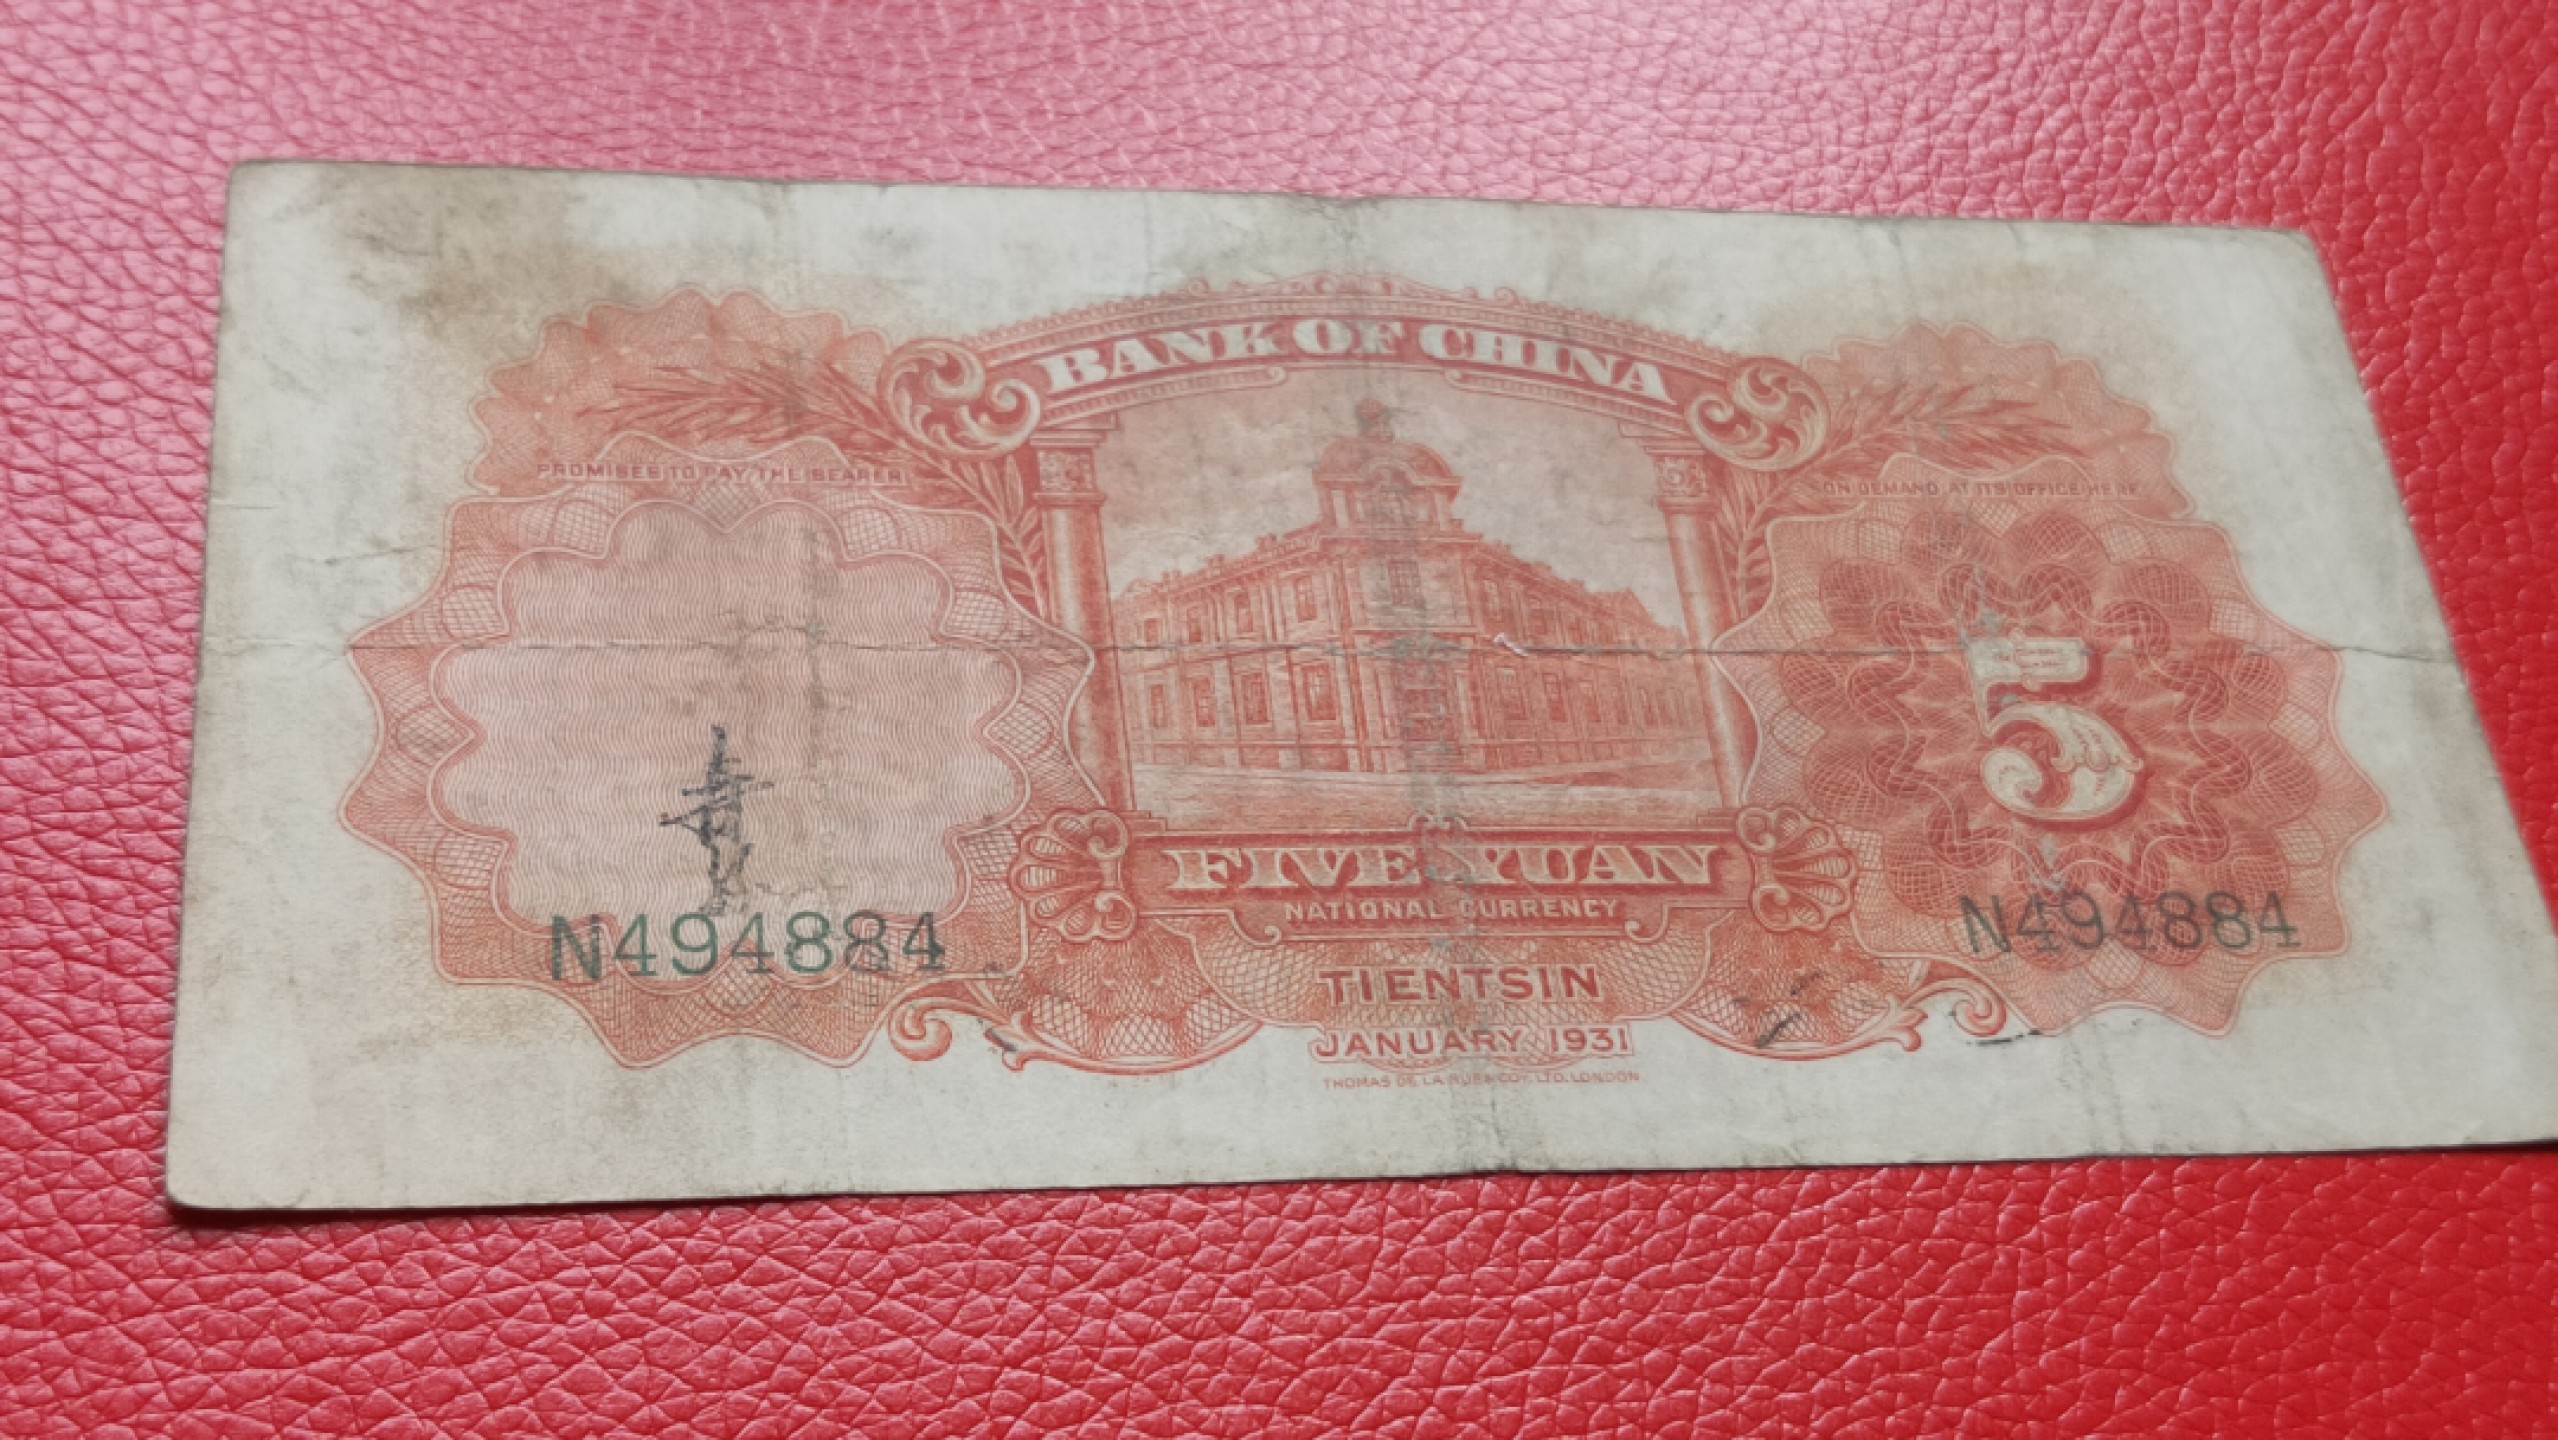 BANK OF CHINA
PROMISES TO PAY THE BEARER
ON DEMAND AT ITS OFFICE HERE
5
FIVE YUAN
NATIONAL CURRENCY
N494884
N494884
TIENTSIN
JANUARY 1931
THOMAS DE LA RUE & COY. LTD. LONDON